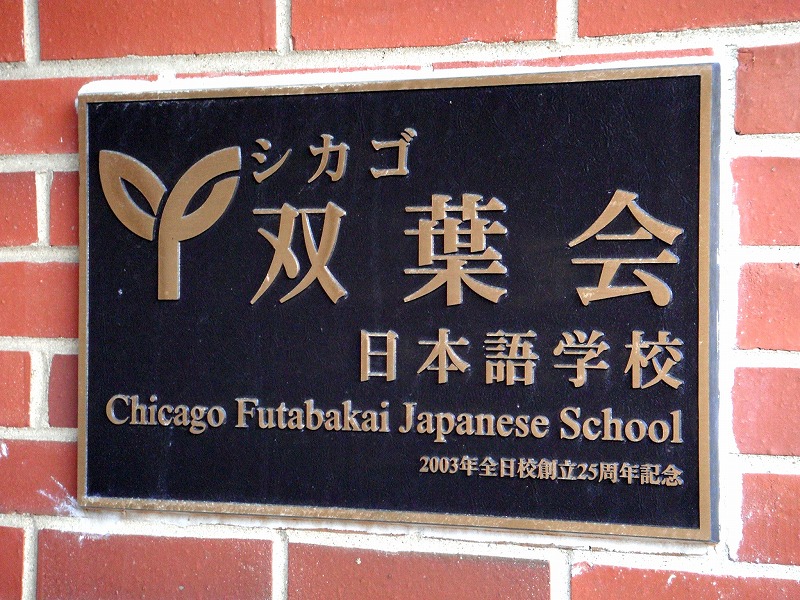 シカゴ
双葉会
日本語学校
Chicago Futabakai Japanese School
2003年全日校創立25周年記念